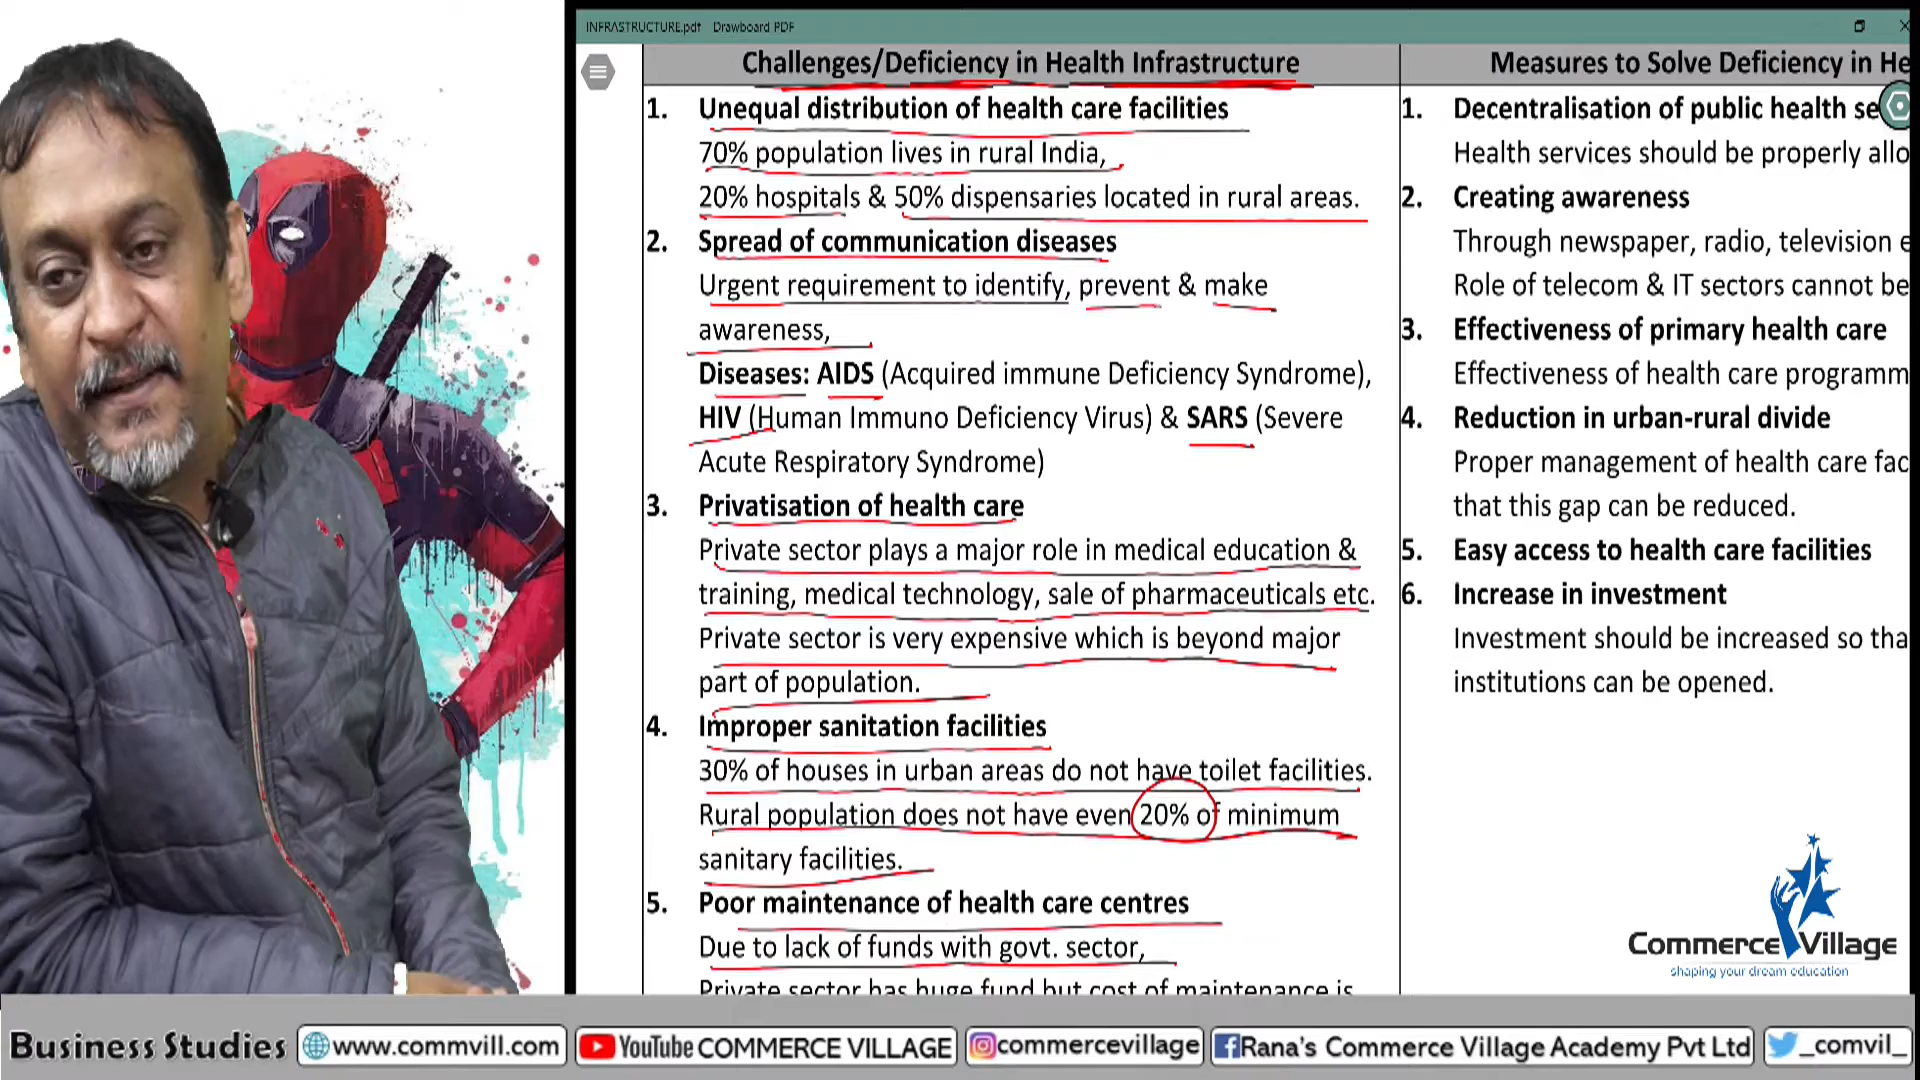 INFRASTRUCTURE.pdf Drawboard PDF
Challenges/Deficiency in Health Infrastructure
1. Unequal distribution of health care facilities
70% population lives in rural India,
20% hospitals & 50% dispensaries located in rural areas.
2. Spread of communication diseases
Urgent requirement to identify, prevent & make
awareness,
Diseases: AIDS (Acquired immune Deficiency Syndrome),
HIV (Human Immuno Deficiency Virus) & SARS (Severe
Acute Respiratory Syndrome)
3. Privatisation of health care
Private sector plays a major role in medical education &
training, medical technology, sale of pharmaceuticals etc.
Private sector is very expensive which is beyond major
part of population.
4. Improper sanitation facilities
30% of houses in urban areas do not have toilet facilities.
Rural population does not have even 20% of minimum
sanitary facilities.
5. Poor maintenance of health care centres
Due to lack of funds with govt. sector,
Private sector has huge fund but cost of maintenance is
Measures to Solve Deficiency in He
1. Decentralisation of public health se
Health services should be properly allo
2. Creating awareness
Through newspaper, radio, television e
Role of telecom & IT sectors cannot be
3. Effectiveness of primary health care
Effectiveness of health care programm
4. Reduction in urban-rural divide
Proper management of health care fac
that this gap can be reduced.
5. Easy access to health care facilities
6. Increase in investment
Investment should be increased so tha
institutions can be opened.
Commerce Village
shaping your dream education
Business Studies www.commvill.com YouTube COMMERCE VILLAGE commercevillage Rana's Commerce Village Academy Pvt Ltd _comvil_